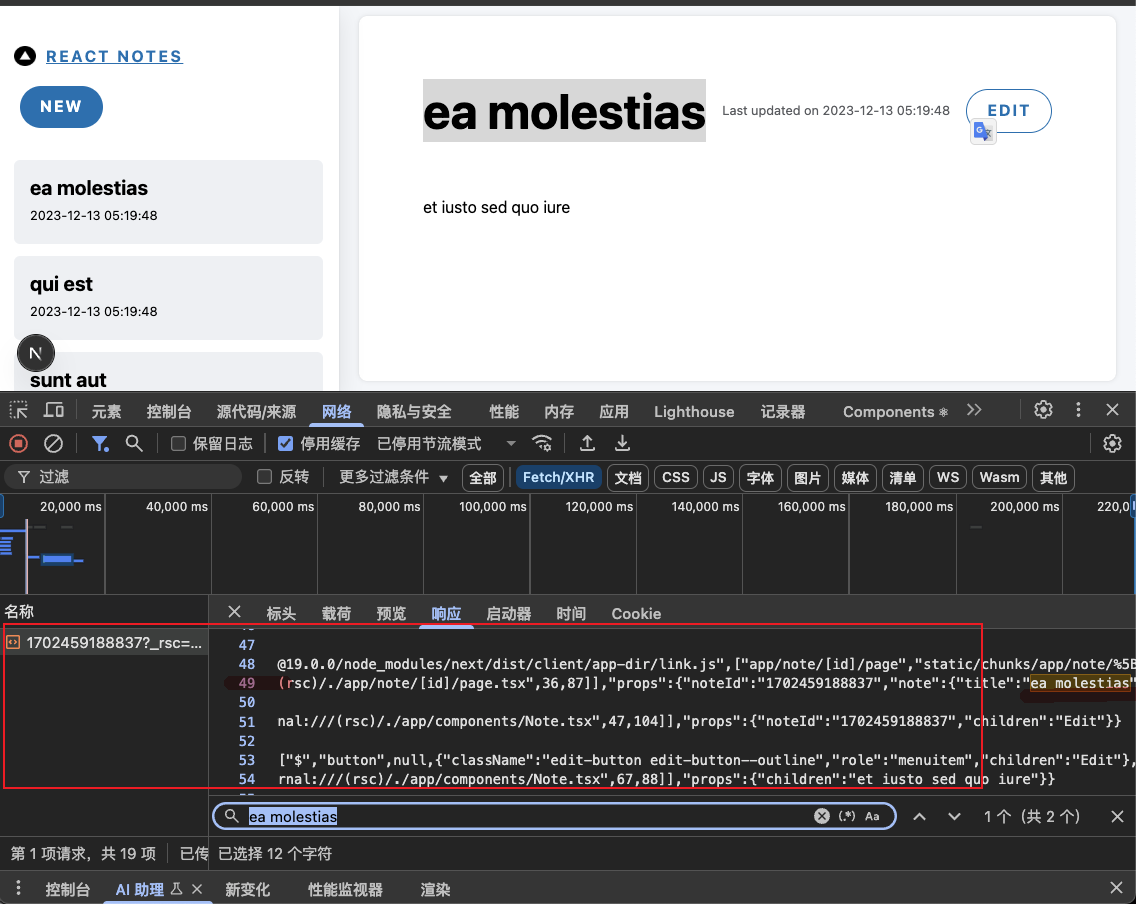 REACT NOTES
NEW
ea molestias
2023-12-13 05:19:48
qui est
2023-12-13 05:19:48
sunt aut
N
ea molestias
Last updated on 2023-12-13 05:19:48
EDIT
et iusto sed quo iure
元素 控制台 源代码/来源 网络 隐私与安全 性能 内存 应用 Lighthouse 记录器 Components ⚛
保留日志 停用缓存 已停用节流模式
过滤 反转 更多过滤条件 全部 Fetch/XHR 文档 CSS JS 字体 图片 媒体 清单 WS Wasm 其他
20,000 ms 40,000 ms 60,000 ms 80,000 ms 100,000 ms 120,000 ms 140,000 ms 160,000 ms 180,000 ms 200,000 ms 220,0
名称
标头 载荷 预览 响应 启动器 时间 Cookie
1702459188837?_rsc=...
47
48 @19.0.0/node_modules/next/dist/client/app-dir/link.js",["app/note/[id]/page","static/chunks/app/note/%5B
49 (rsc)/./app/note/[id]/page.tsx",36,87]],"props":{"noteId":"1702459188837","note":{"title":"ea molestias"
50
51 nal:///(rsc)/./app/components/Note.tsx",47,104]],"props":{"noteId":"1702459188837","children":"Edit"}}
52
53 ["$","button",null,{"className":"edit-button edit-button--outline","role":"menuitem","children":"Edit"},
54 rnal:///(rsc)/./app/components/Note.tsx",67,88]],"props":{"children":"et iusto sed quo iure"}}
ea molestias (.*) Aa 1 个（共 2 个）
第 1 项请求，共 19 项 已传 已选择 12 个字符
控制台 AI 助理 新变化 性能监视器 渲染